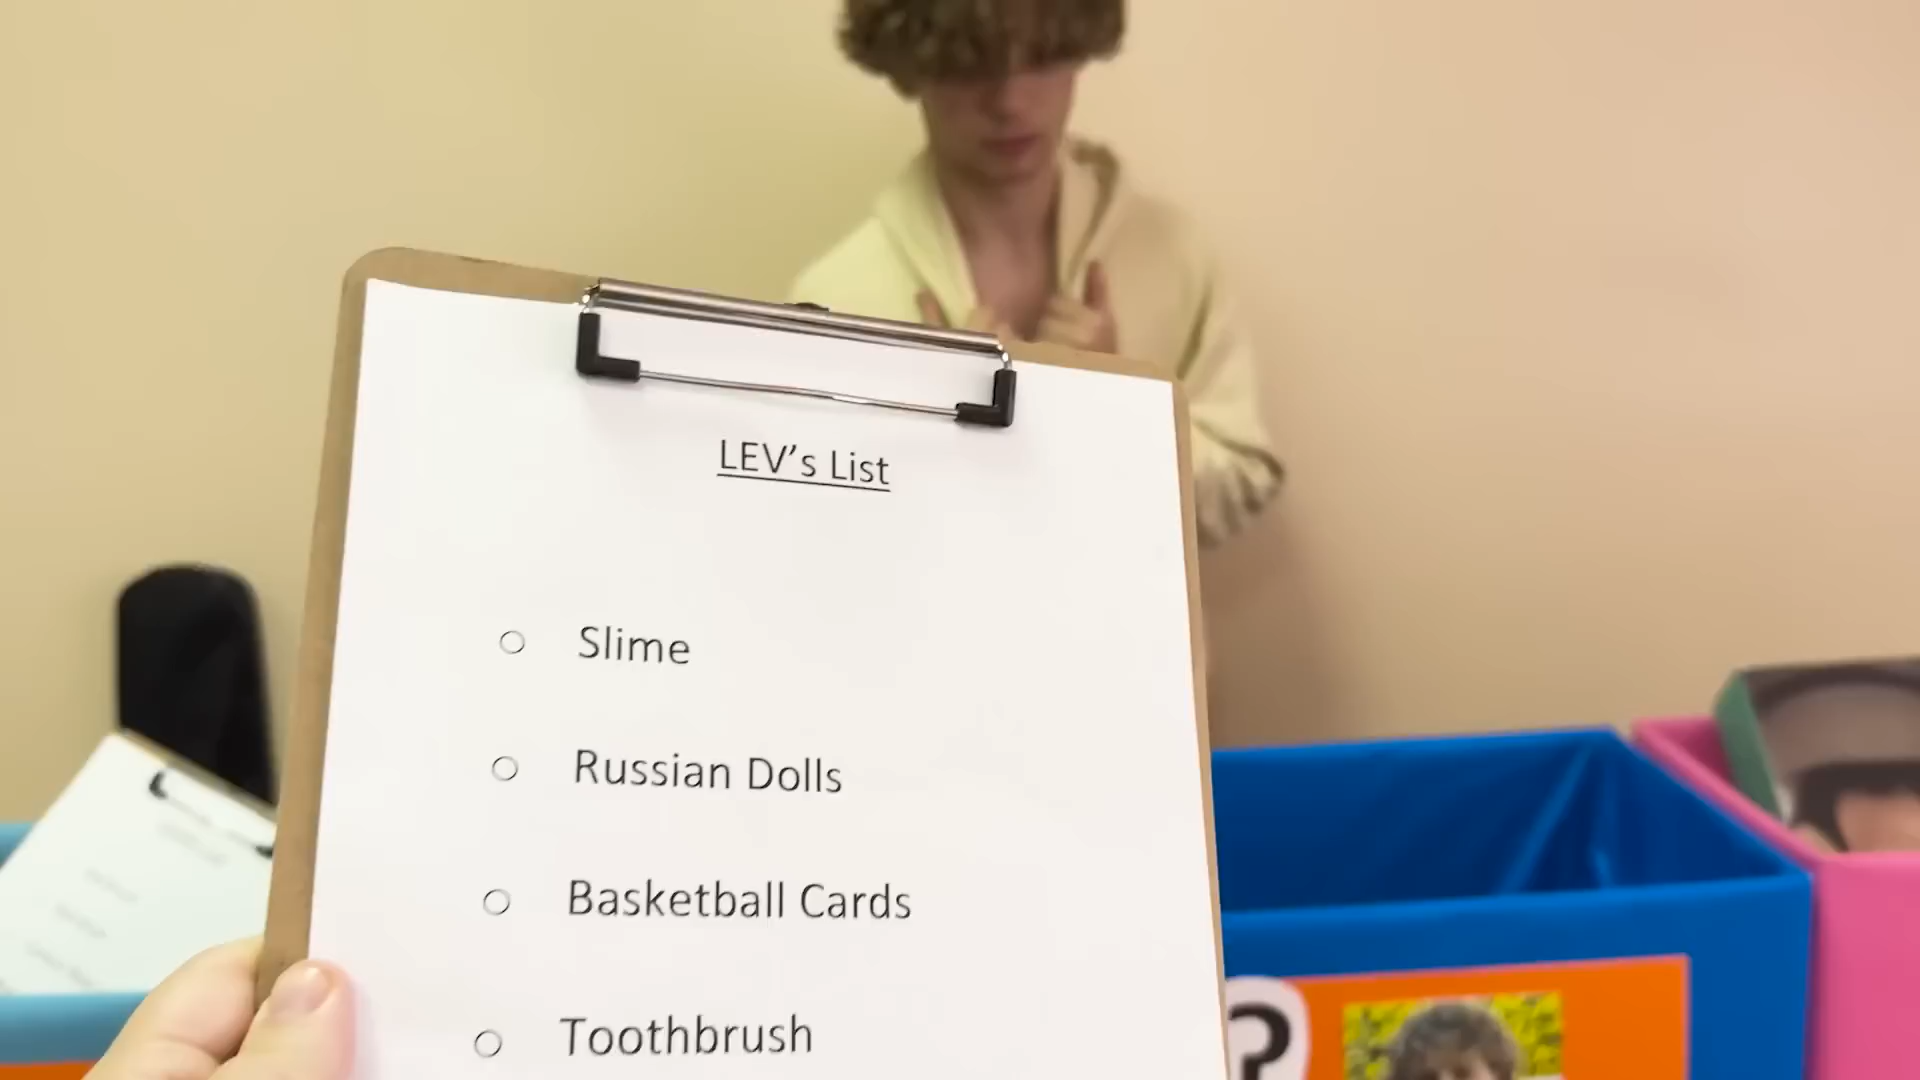 LEV's List
○ Slime
○ Russian Dolls
○ Basketball Cards
○ Toothbrush
?